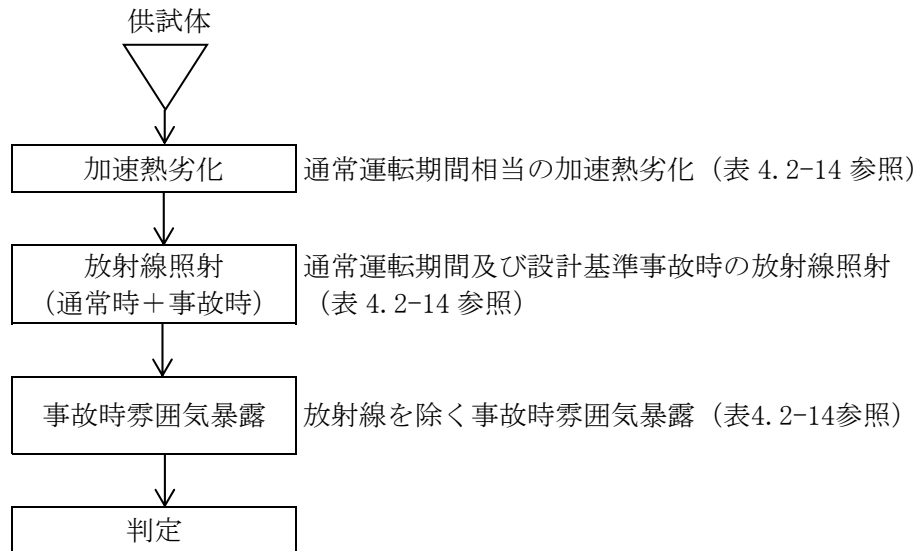 供試体
加速熱劣化
通常運転期間相当の加速熱劣化（表 4.2-14 参照）
放射線照射
（通常時＋事故時）
通常運転期間及び設計基準事故時の放射線照射
（表 4.2-14 参照）
事故時雰囲気暴露
放射線を除く事故時雰囲気暴露（表4.2-14参照）
判定